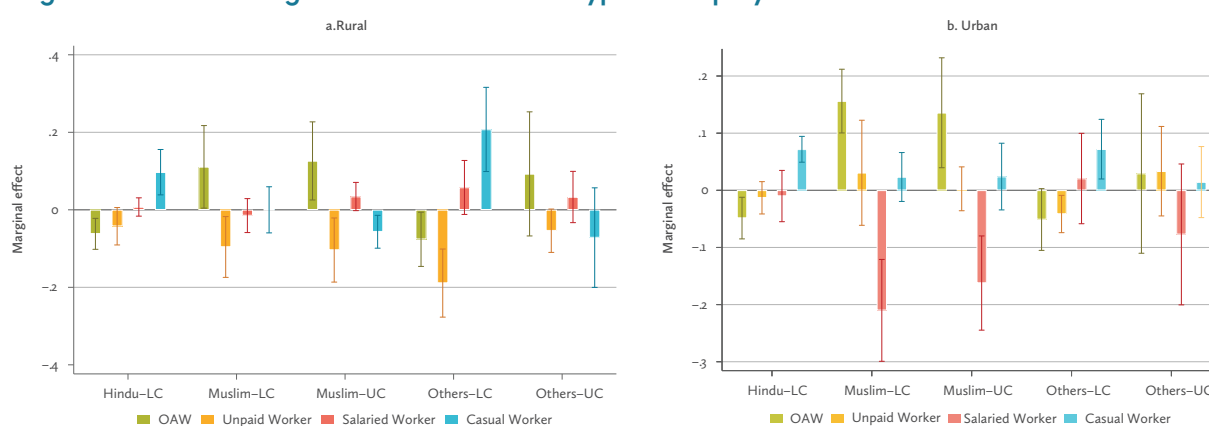 a.Rural
.4
.2
0
-.2
-.4
Marginal effect
Hindu-LC Muslim-LC Muslim-UC Others-LC Others-UC
OAW Unpaid Worker Salaried Worker Casual Worker
b. Urban
.2
.1
0
-.1
-.2
-.3
Marginal effect
Hindu-LC Muslim-LC Muslim-UC Others-LC Others-UC
OAW Unpaid Worker Salaried Worker Casual Worker